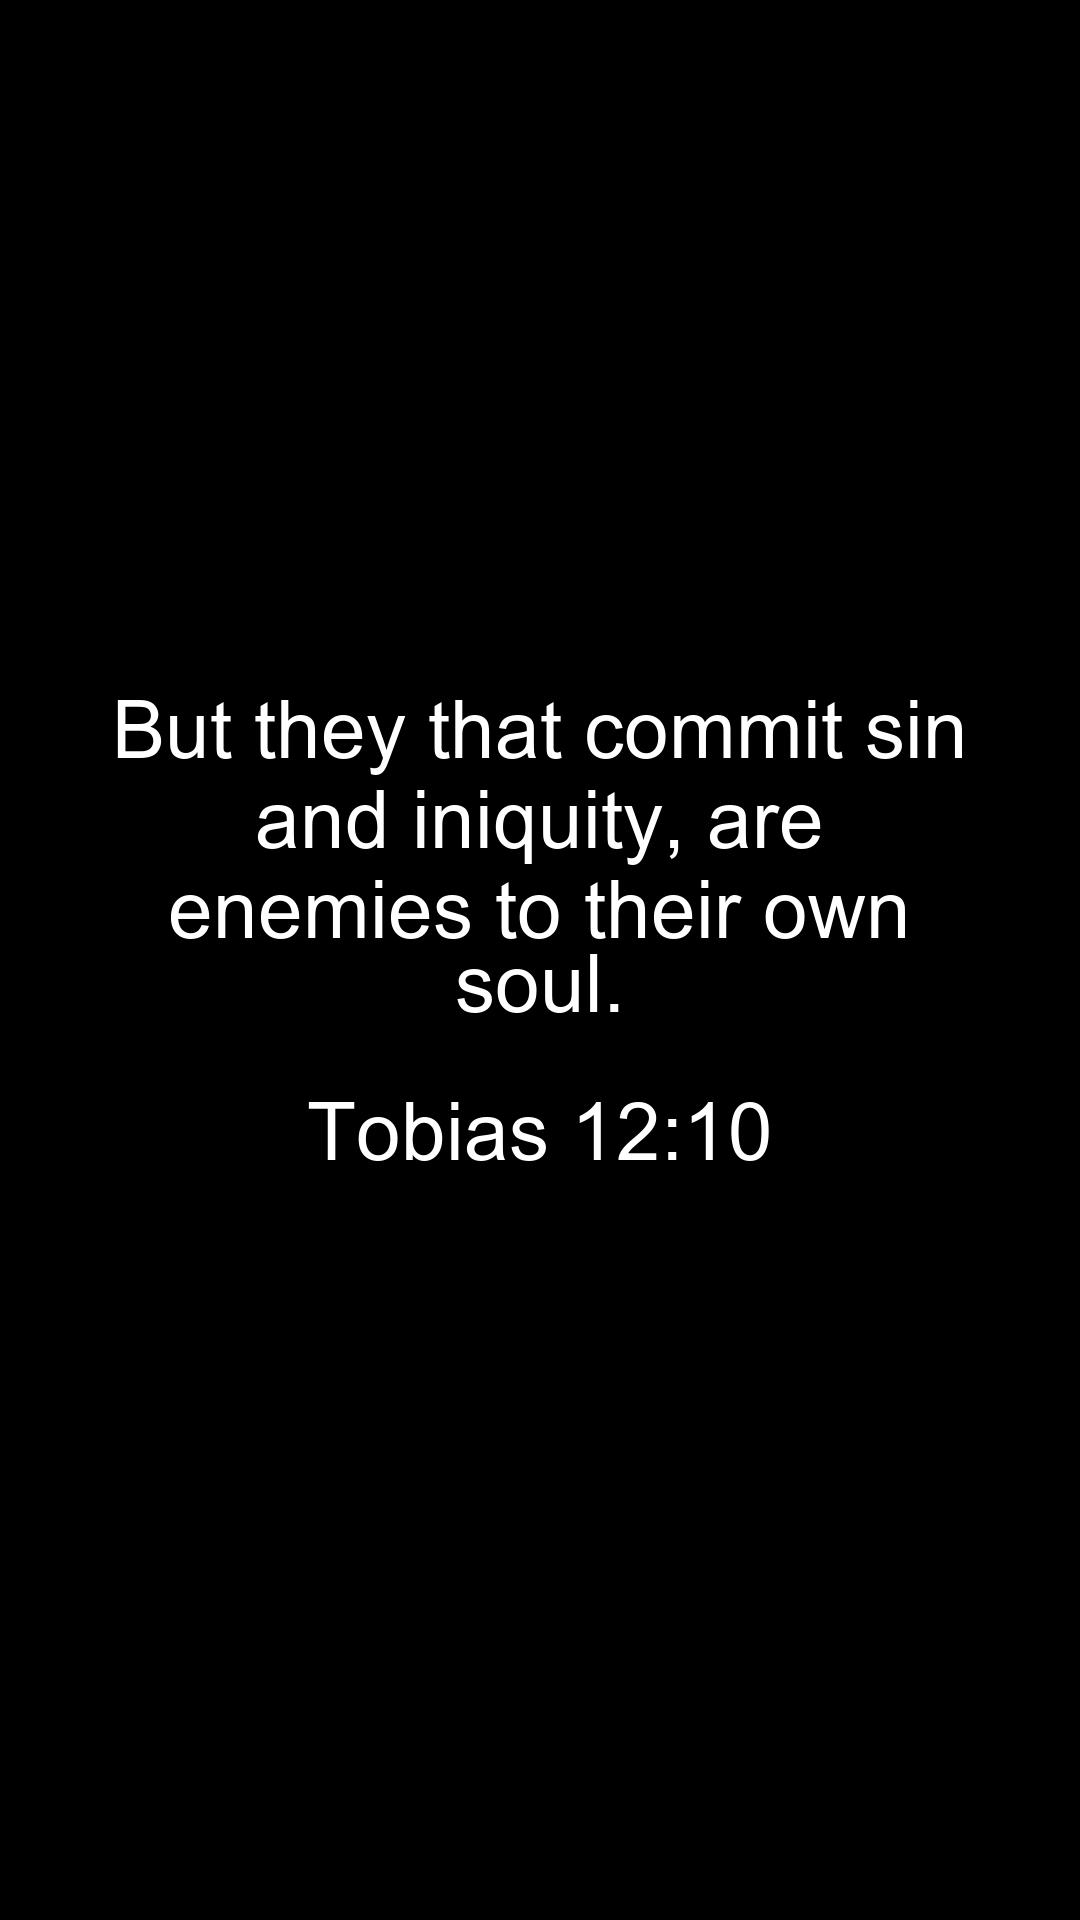 But they that commit sin
and iniquity, are
enemies to their own
soul.
Tobias 12:10